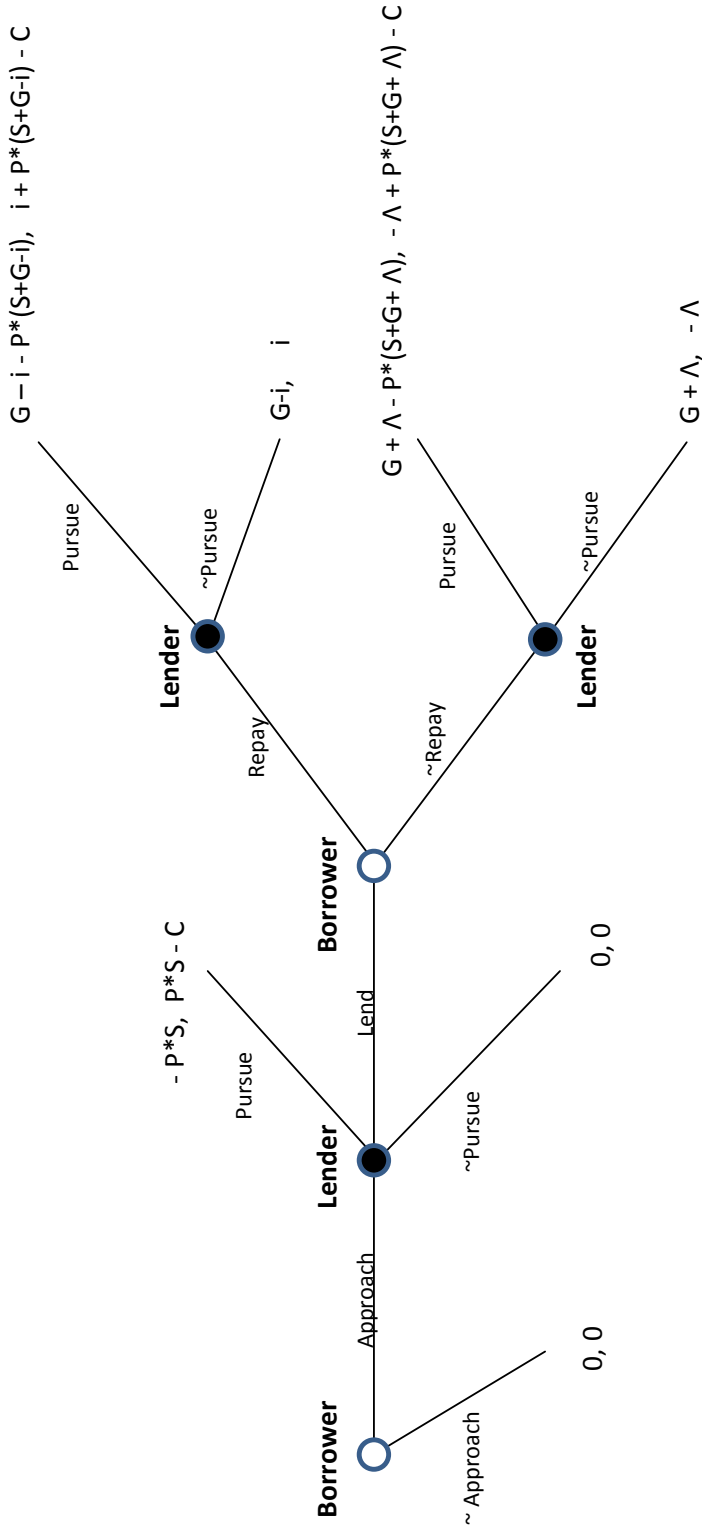 G – i - P*(S+G-i), i + P*(S+G-i) - C
Pursue
~Pursue
G-i, i
Lender
Repay
- P*S, P*S - C
Pursue
G + Λ - P*(S+G+ Λ), - Λ + P*(S+G+ Λ) - C
Pursue
~Repay
Borrower
Lend
Lender
Approach
Borrower
~Pursue
~Pursue
Lender
G + Λ, - Λ
0, 0
0, 0
~ Approach